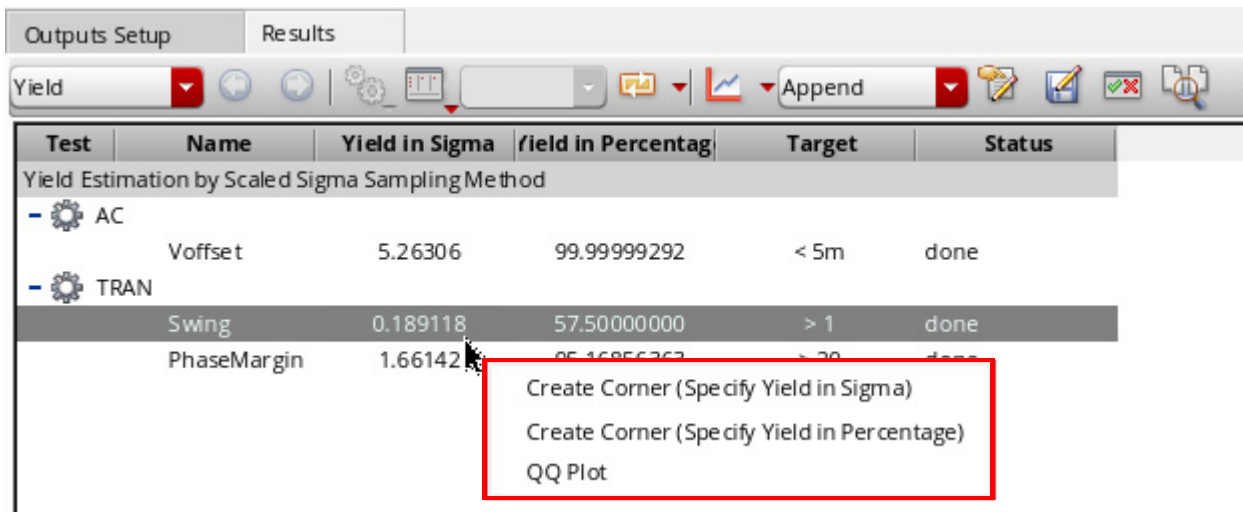 Outputs Setup Results
Yield Append
Test Name Yield in Sigma Yield in Percentag Target Status
Yield Estimation by Scaled Sigma Sampling Method
AC
Voffset 5.26306 99.99999292 < 5m done
TRAN
Swing 0.189118 57.50000000 > 1 done
PhaseMargin 1.66142
Create Corner (Specify Yield in Sigma)
Create Corner (Specify Yield in Percentage)
QQ Plot